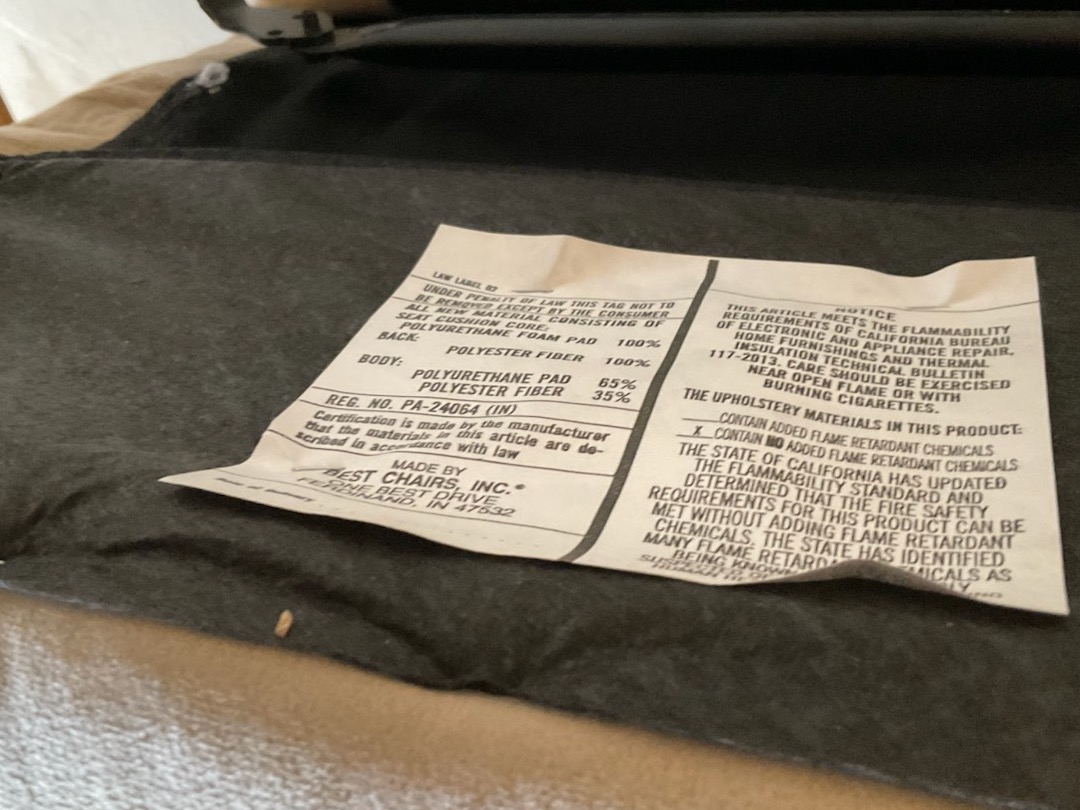 LAW LABEL 02
UNDER PENALTY OF LAW THIS TAG NOT TO
BE REMOVED EXCEPT BY THE CONSUMER
ALL NEW MATERIAL CONSISTING OF
SEAT CUSHION CORE:
POLYURETHANE FOAM PAD 100%
BACK:
POLYESTER FIBER 100%
BODY:
POLYURETHANE PAD 65%
POLYESTER FIBER 35%
REG. NO. PA-24064 (IN)
Certification is made by the manufacturer
that the materials in this article are de-
scribed in accordance with law
MADE BY
BEST CHAIRS, INC.
ONE BEST DRIVE
FERDINAND, IN 47532
Date of Delivery
NOTICE
THIS ARTICLE MEETS THE FLAMMABILITY
REQUIREMENTS OF CALIFORNIA BUREAU
OF ELECTRONIC AND APPLIANCE REPAIR,
HOME FURNISHINGS AND THERMAL
INSULATION TECHNICAL BULLETIN
117-2013. CARE SHOULD BE EXERCISED
NEAR OPEN FLAME OR WITH
BURNING CIGARETTES.
THE UPHOLSTERY MATERIALS IN THIS PRODUCT:
CONTAIN ADDED FLAME RETARDANT CHEMICALS
X CONTAIN NO ADDED FLAME RETARDANT CHEMICALS
THE STATE OF CALIFORNIA HAS UPDATED
THE FLAMMABILITY STANDARD AND
DETERMINED THAT THE FIRE SAFETY
REQUIREMENTS FOR THIS PRODUCT CAN BE
MET WITHOUT ADDING FLAME RETARDANT
CHEMICALS. THE STATE HAS IDENTIFIED
MANY FLAME RETARDANT CHEMICALS AS
BEING KNOWN